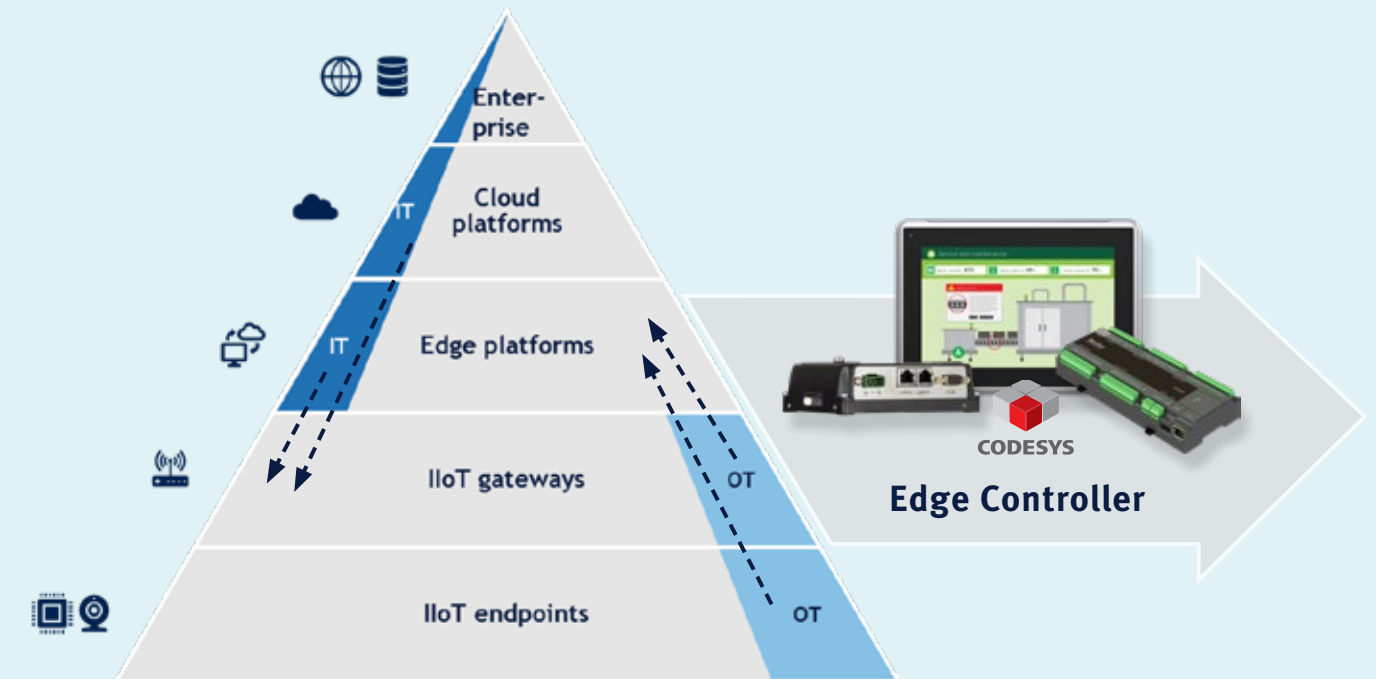 Enter-
prise
IT
Cloud
platforms
IT
Edge platforms
IIoT gateways
OT
IIoT endpoints
OT
CODESYS
Edge Controller